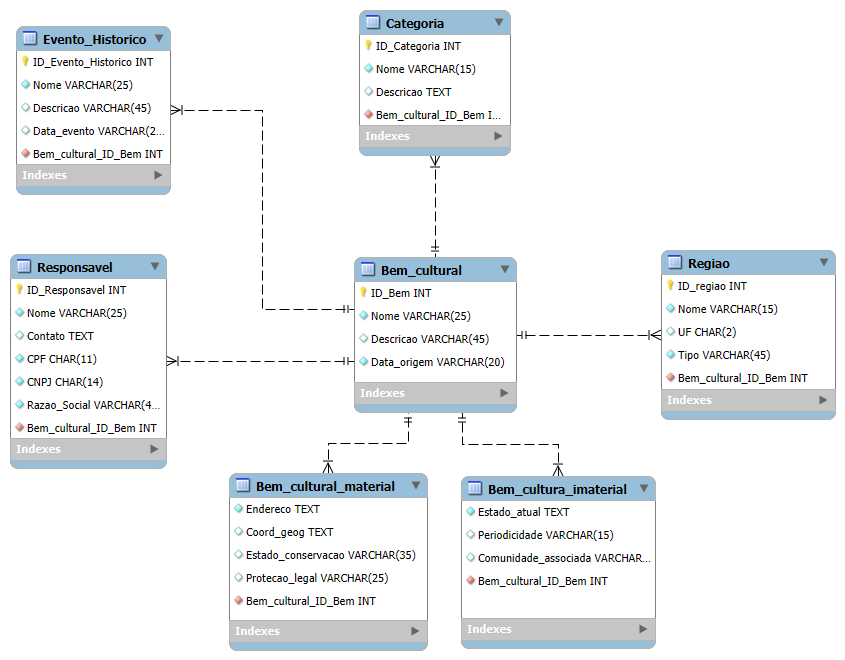 Evento_Historico
ID_Evento_Historico INT
Nome VARCHAR(25)
Descricao VARCHAR(45)
Data_evento VARCHAR(2...
Bem_cultural_ID_Bem INT
Indexes
Categoria
ID_Categoria INT
Nome VARCHAR(15)
Descricao TEXT
Bem_cultural_ID_Bem I...
Indexes
Responsavel
ID_Responsavel INT
Nome VARCHAR(25)
Contato TEXT
CPF CHAR(11)
CNPJ CHAR(14)
Razao_Social VARCHAR(4...
Bem_cultural_ID_Bem INT
Indexes
Bem_cultural
ID_Bem INT
Nome VARCHAR(25)
Descricao VARCHAR(45)
Data_origem VARCHAR(20)
Indexes
Regiao
ID_regiao INT
Nome VARCHAR(15)
UF CHAR(2)
Tipo VARCHAR(45)
Bem_cultural_ID_Bem INT
Indexes
Bem_cultural_material
Endereco TEXT
Coord_geog TEXT
Estado_conservacao VARCHAR(35)
Protecao_legal VARCHAR(25)
Bem_cultural_ID_Bem INT
Indexes
Bem_cultura_imaterial
Estado_atual TEXT
Periodicidade VARCHAR(15)
Comunidade_associada VARCHAR...
Bem_cultural_ID_Bem INT
Indexes